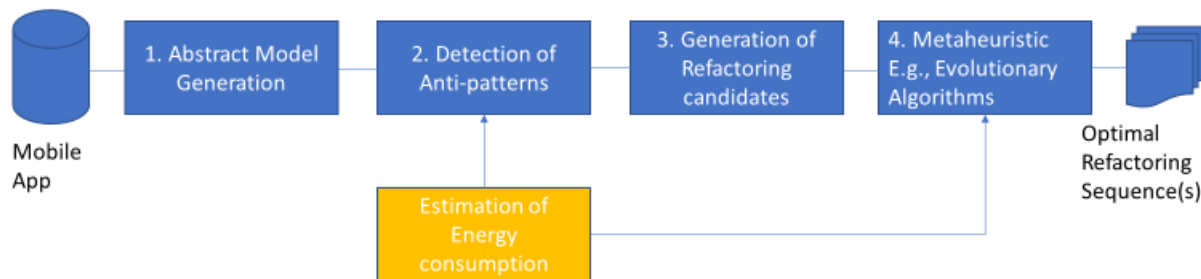 Mobile
App
1. Abstract Model
Generation
2. Detection of
Anti-patterns
3. Generation of
Refactoring
candidates
4. Metaheuristic
E.g., Evolutionary
Algorithms
Optimal
Refactoring
Sequence(s)
Estimation of
Energy
consumption